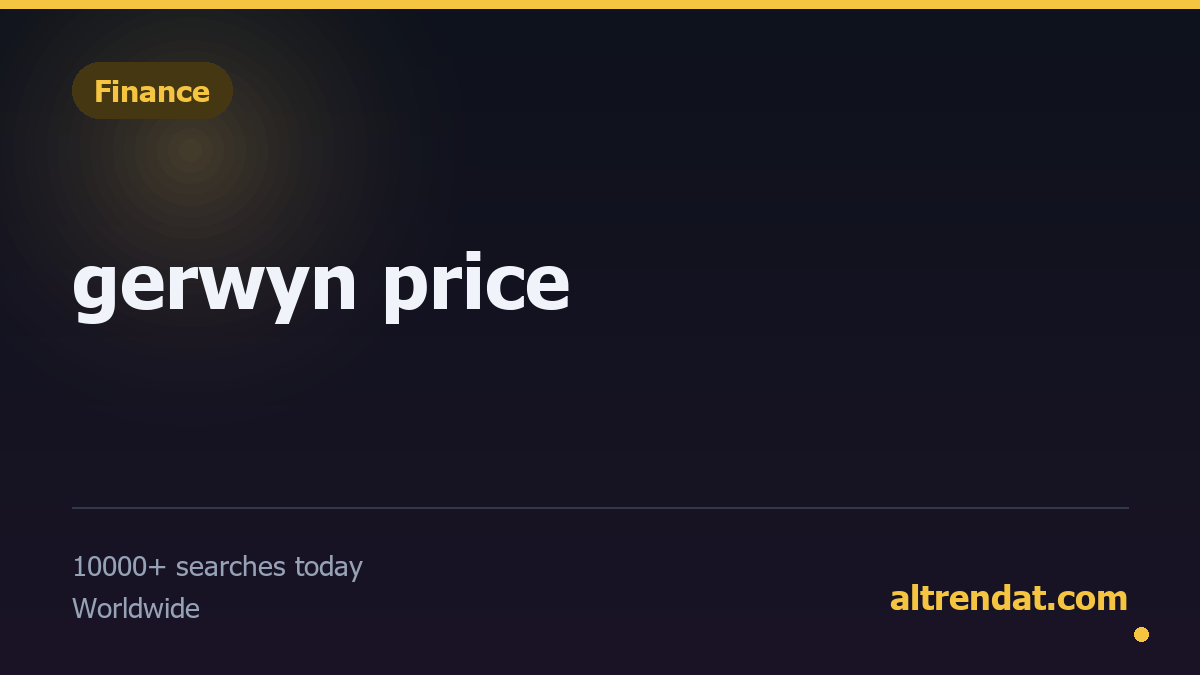 Finance
gerwyn price
10000+ searches today
Worldwide
altrendat.com